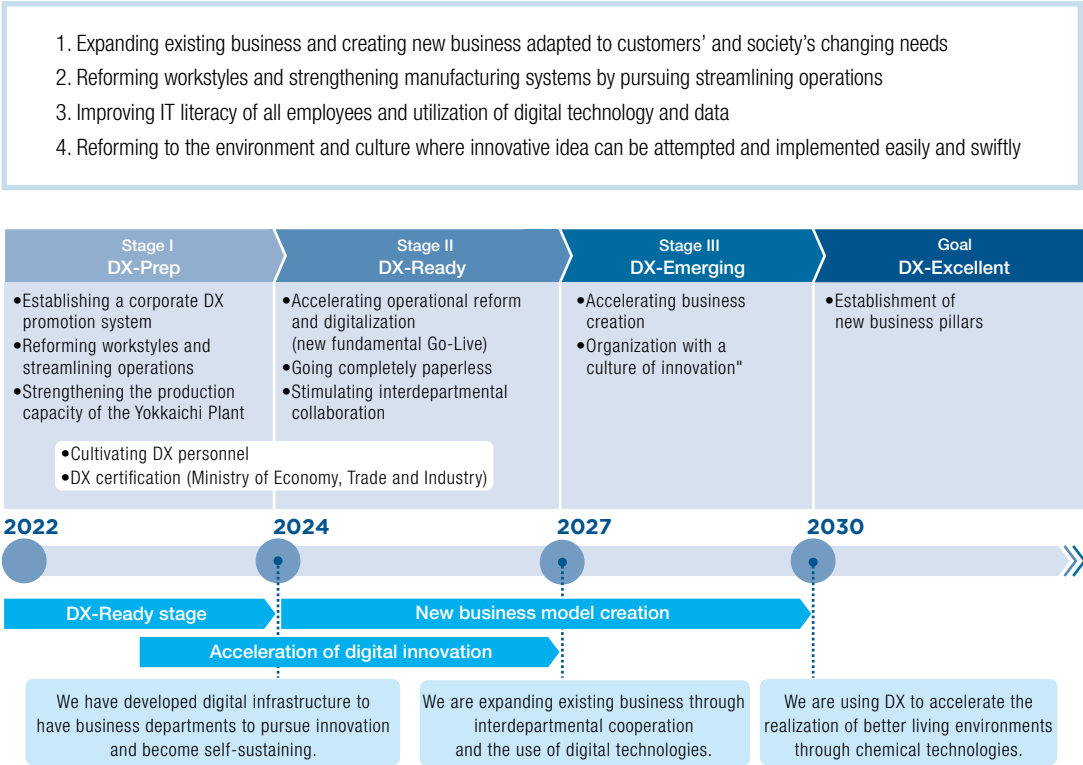 1. Expanding existing business and creating new business adapted to customers' and society's changing needs
2. Reforming workstyles and strengthening manufacturing systems by pursuing streamlining operations
3. Improving IT literacy of all employees and utilization of digital technology and data
4. Reforming to the environment and culture where innovative idea can be attempted and implemented easily and swiftly
Stage I
DX-Prep
•Establishing a corporate DX
promotion system
•Reforming workstyles and
streamlining operations
•Strengthening the production
capacity of the Yokkaichi Plant
Stage II
DX-Ready
•Accelerating operational reform
and digitalization
(new fundamental Go-Live)
•Going completely paperless
•Stimulating interdepartmental
collaboration
•Cultivating DX personnel
•DX certification (Ministry of Economy, Trade and Industry)
Stage III
DX-Emerging
•Accelerating business
creation
•Organization with a
culture of innovation"
Goal
DX-Excellent
•Establishment of
new business pillars
2022
2024
2027
2030
DX-Ready stage
New business model creation
Acceleration of digital innovation
We have developed digital infrastructure to
have business departments to pursue innovation
and become self-sustaining.
We are expanding existing business through
interdepartmental cooperation
and the use of digital technologies.
We are using DX to accelerate the
realization of better living environments
through chemical technologies.